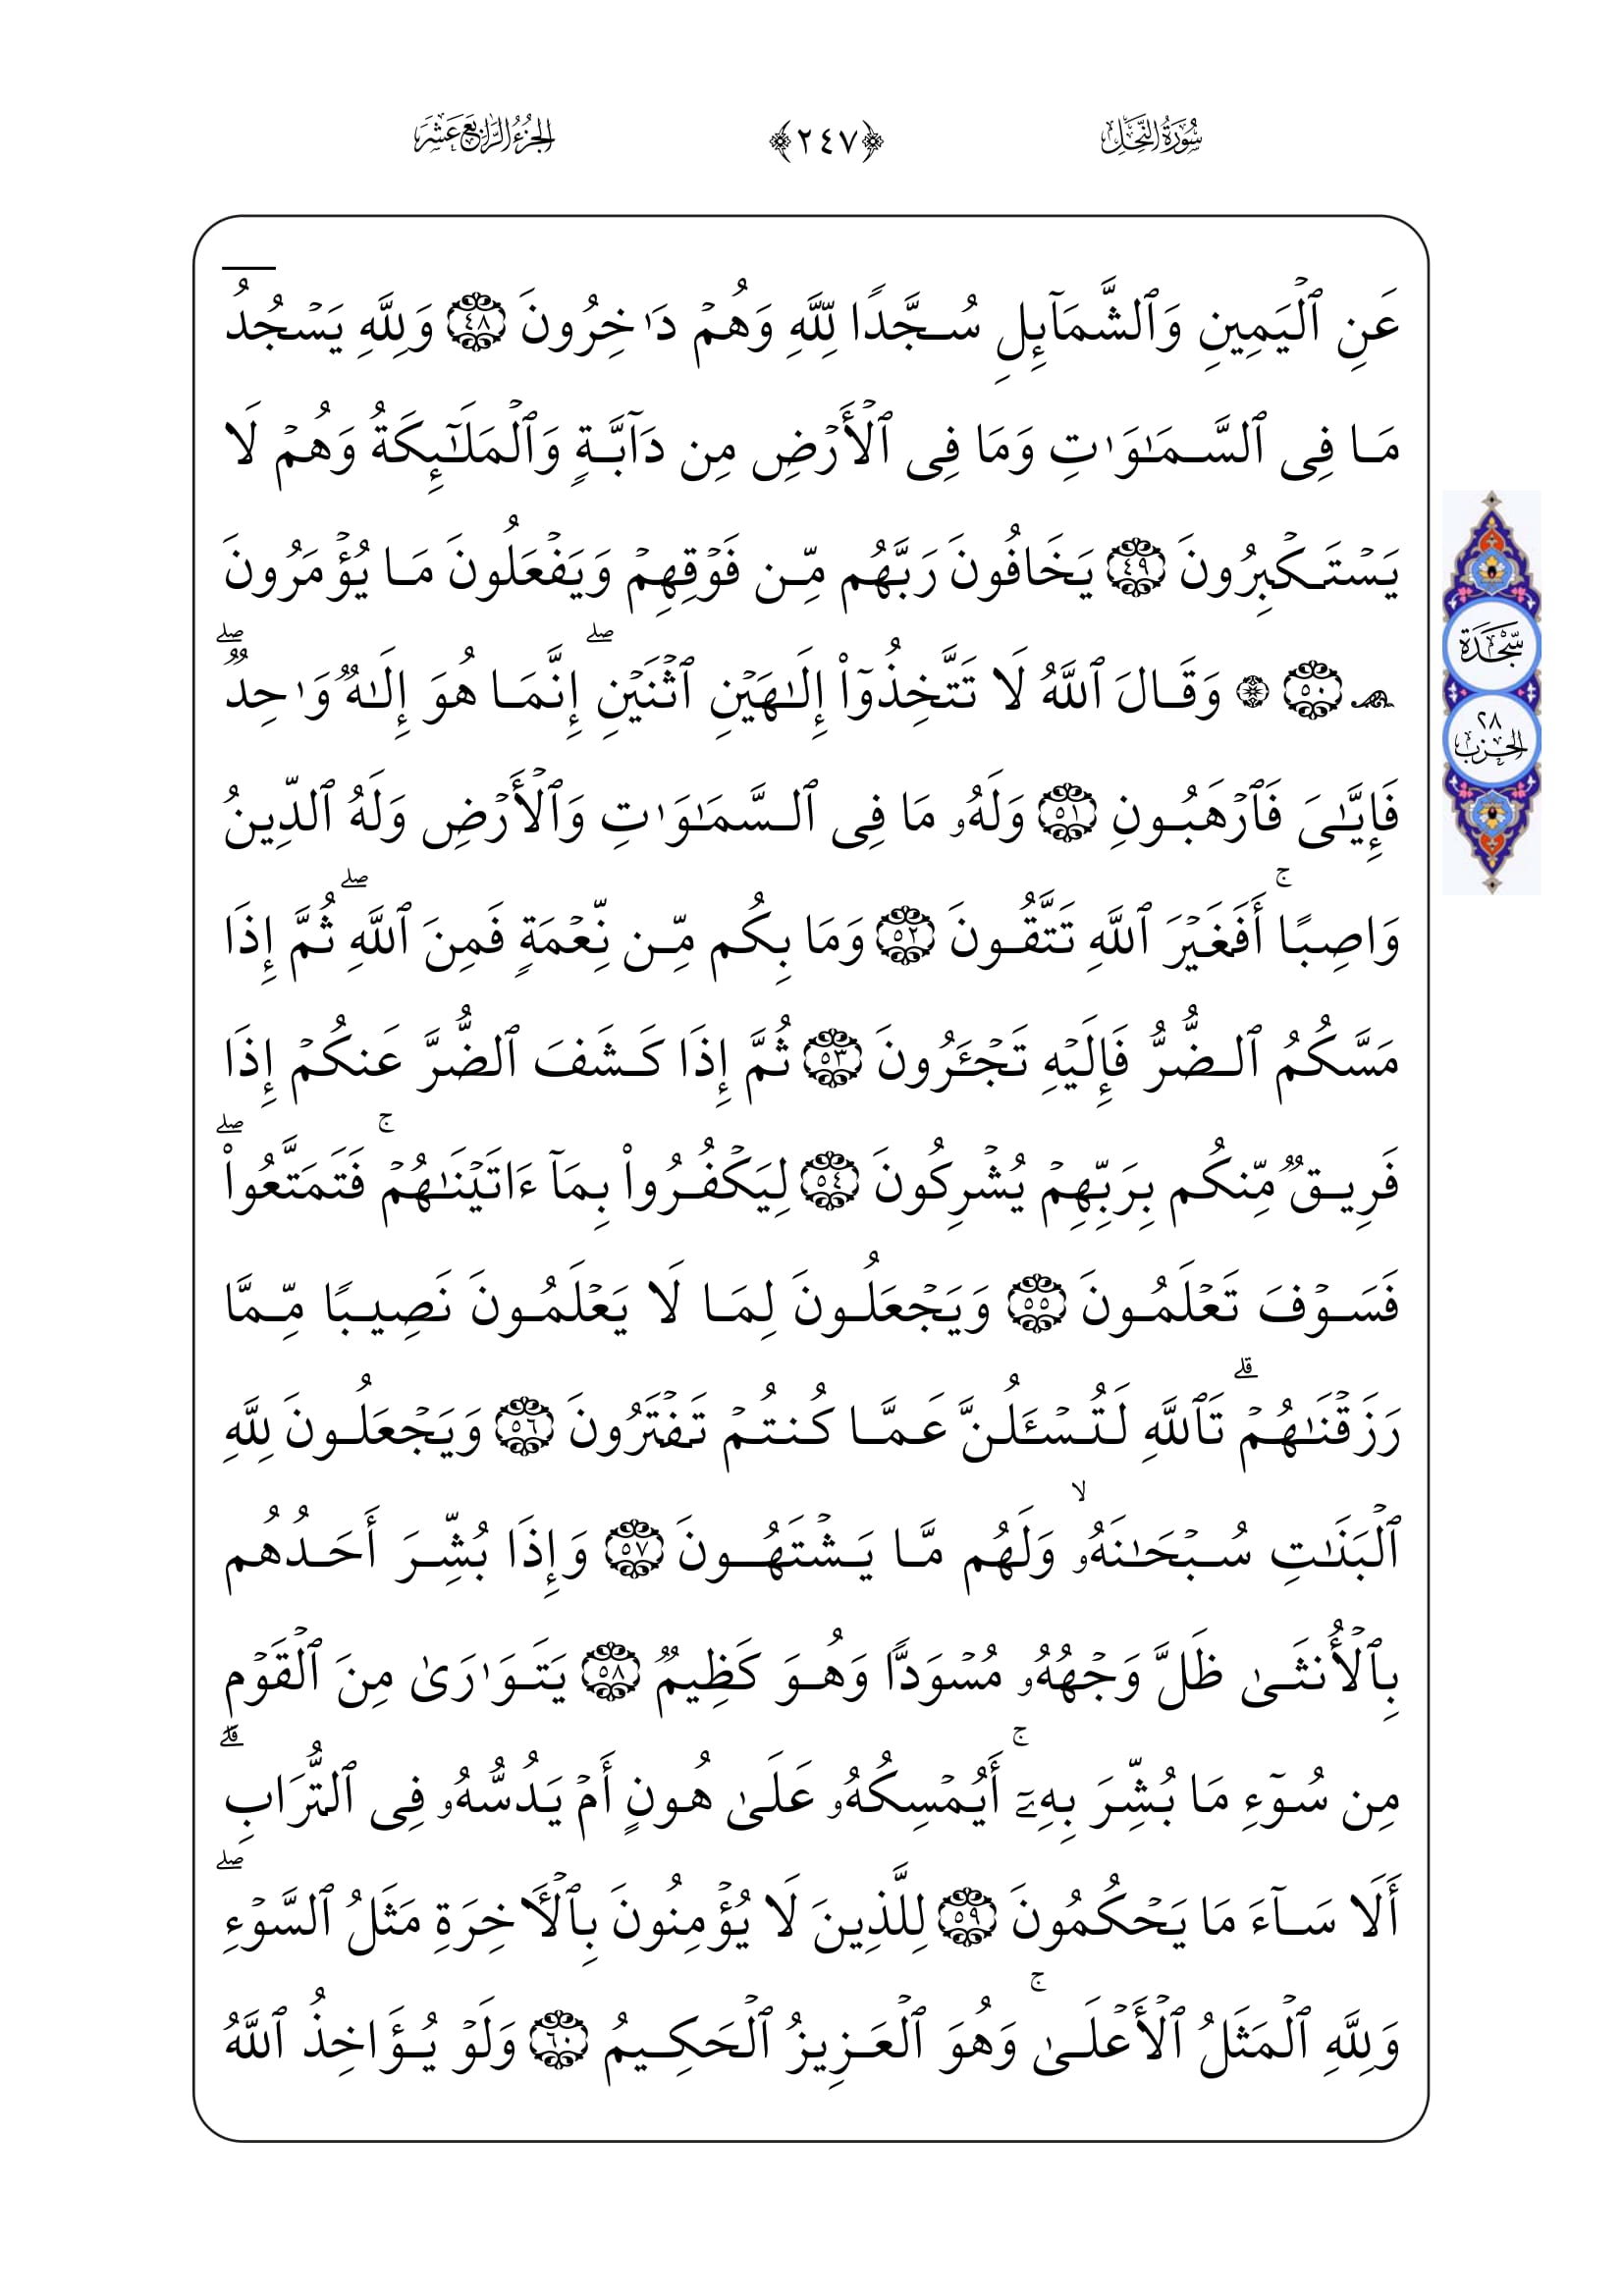 سُورَةُ النَّحْلِ
﴿٢٤٧﴾
الجُزْءُ الرَّابِعَ عَشَرَ
عَنِ ٱلۡيَمِينِ وَٱلشَّمَآئِلِ سُجَّدًا لِّلَّهِ وَهُمۡ دَٰخِرُونَ ٤٨ وَلِلَّهِ يَسۡجُدُ
مَا فِى ٱلسَّمَٰوَٰتِ وَمَا فِى ٱلۡأَرۡضِ مِن دَآبَّةٍ وَٱلۡمَلَٰٓئِكَةُ وَهُمۡ لَا
يَسۡتَكۡبِرُونَ ٤٩ يَخَافُونَ رَبَّهُم مِّن فَوۡقِهِمۡ وَيَفۡعَلُونَ مَا يُؤۡمَرُونَ
۩ ٥٠ ۞ وَقَالَ ٱللَّهُ لَا تَتَّخِذُوٓاْ إِلَٰهَيۡنِ ٱثۡنَيۡنِۖ إِنَّمَا هُوَ إِلَٰهٌ وَٰحِدٌۖ
فَإِيَّٰىَ فَٱرۡهَبُونِ ٥١ وَلَهُۥ مَا فِى ٱلسَّمَٰوَٰتِ وَٱلۡأَرۡضِ وَلَهُ ٱلدِّينُ
وَاصِبًاۚ أَفَغَيۡرَ ٱللَّهِ تَتَّقُونَ ٥٢ وَمَا بِكُم مِّن نِّعۡمَةٍ فَمِنَ ٱللَّهِۖ ثُمَّ إِذَا
مَسَّكُمُ ٱلضُّرُّ فَإِلَيۡهِ تَجۡـَٔرُونَ ٥٣ ثُمَّ إِذَا كَشَفَ ٱلضُّرَّ عَنكُمۡ إِذَا
فَرِيقٌ مِّنكُم بِرَبِّهِمۡ يُشۡرِكُونَ ٥٤ لِيَكۡفُرُواْ بِمَآ ءَاتَيۡنَٰهُمۡۚ فَتَمَتَّعُواْۖ
فَسَوۡفَ تَعۡلَمُونَ ٥٥ وَيَجۡعَلُونَ لِمَا لَا يَعۡلَمُونَ نَصِيبًا مِّمَّا
رَزَقۡنَٰهُمۡۗ تَٱللَّهِ لَتُسۡـَٔلُنَّ عَمَّا كُنتُمۡ تَفۡتَرُونَ ٥٦ وَيَجۡعَلُونَ لِلَّهِ
ٱلۡبَنَٰتِ سُبۡحَٰنَهُۥۙ وَلَهُم مَّا يَشۡتَهُونَ ٥٧ وَإِذَا بُشِّرَ أَحَدُهُم
بِٱلۡأُنثَىٰ ظَلَّ وَجۡهُهُۥ مُسۡوَدًّا وَهُوَ كَظِيمٌ ٥٨ يَتَوَٰرَىٰ مِنَ ٱلۡقَوۡمِ
مِن سُوٓءِ مَا بُشِّرَ بِهِۦٓۚ أَيُمۡسِكُهُۥ عَلَىٰ هُونٍ أَمۡ يَدُسُّهُۥ فِى ٱلتُّرَابِۗ
أَلَا سَآءَ مَا يَحۡكُمُونَ ٥٩ لِلَّذِينَ لَا يُؤۡمِنُونَ بِٱلۡأٓخِرَةِ مَثَلُ ٱلسَّوۡءِۖ
وَلِلَّهِ ٱلۡمَثَلُ ٱلۡأَعۡلَىٰۚ وَهُوَ ٱلۡعَزِيزُ ٱلۡحَكِيمُ ٦٠ وَلَوۡ يُؤَاخِذُ ٱللَّهُ
سَّجْدَة
٢٨
الحزب